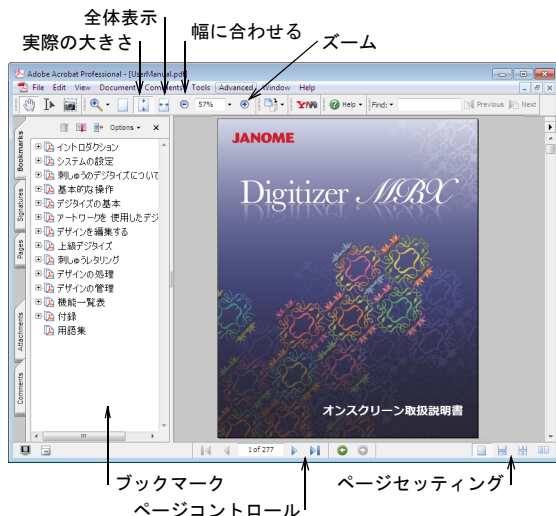 全体表示
実際の大きさ
幅に合わせる
ズーム
Adobe Acrobat Professional - [UserManual.pdf]
File Edit View Document Comments Tools Advanced Window Help
57% Y! Help Find: Previous Next
Options
Bookmarks
Signatures
Pages
Attachments
Comments
イントロダクション
システムの設定
刺しゅうのデジタイズについて
基本的な操作
デジタイズの基本
アートワークを 使用したデジ
デザインを編集する
上級デジタイズ
刺しゅうレタリング
デザインの処理
デザインの管理
機能一覧表
付録
用語集
JANOME
Digitizer MBX
オンスクリーン取扱説明書
1 of 277
ブックマーク
ページコントロール
ページセッティング